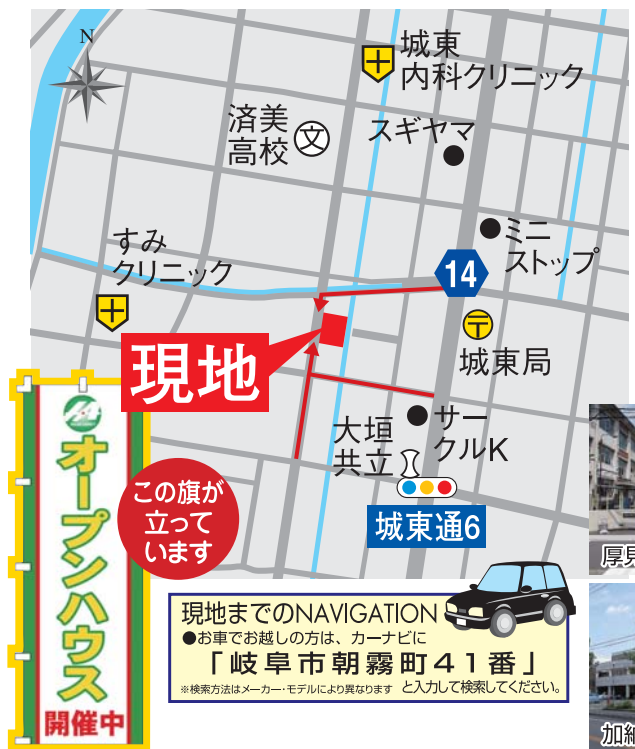 N
城東
内科クリニック
済美
高校
文
スギヤマ
ミニ
ストップ
すみ
クリニック
14
〒
城東局
現地
サー
クルK
大垣
共立
城東通6
オープンハウス
開催中
この旗が
立って
います
現地までのNAVIGATION
●お車でお越しの方は、カーナビに
「岐阜市朝霧町41番」
※検索方法はメーカー・モデルにより異なります と入力して検索してください。
厚見
加納